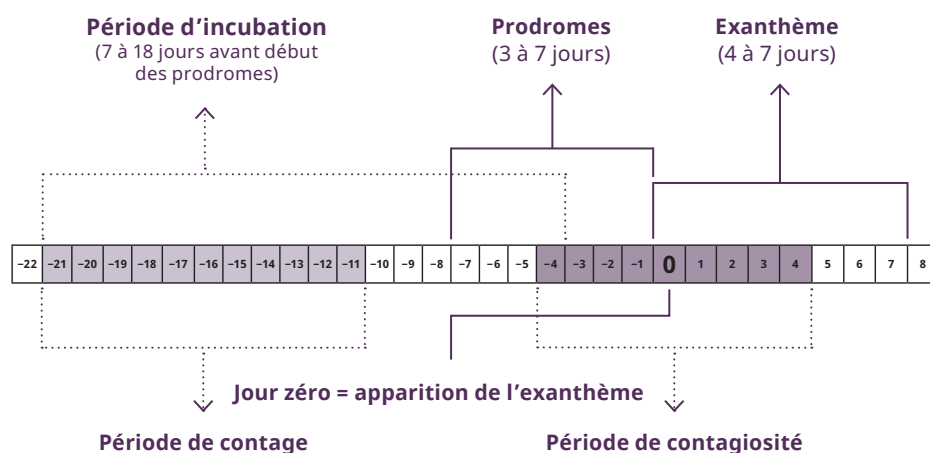 Période d’incubation
(7 à 18 jours avant début
des prodromes)
Prodromes
(3 à 7 jours)
Exanthème
(4 à 7 jours)
−22 −21 −20 −19 −18 −17 −16 −15 −14 −13 −12 −11 −10 −9 −8 −7 −6 −5 −4 −3 −2 −1 0 1 2 3 4 5 6 7 8
Jour zéro = apparition de l’exanthème
Période de contage
Période de contagiosité